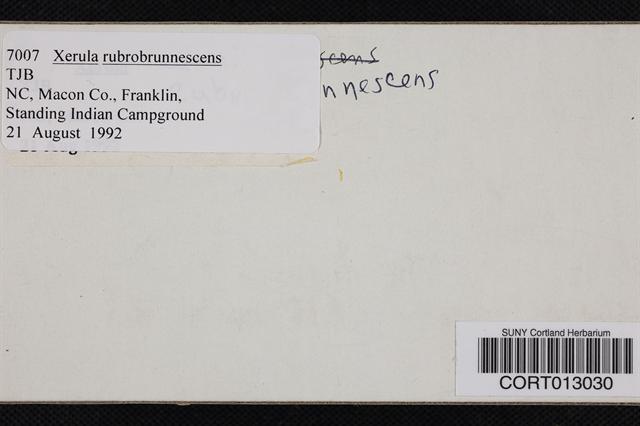 7007 Xerula rubrobrunnescens
TJB
NC, Macon Co., Franklin,
Standing Indian Campground
21 August 1992
scens
nnescens
SUNY Cortland Herbarium
CORT013030